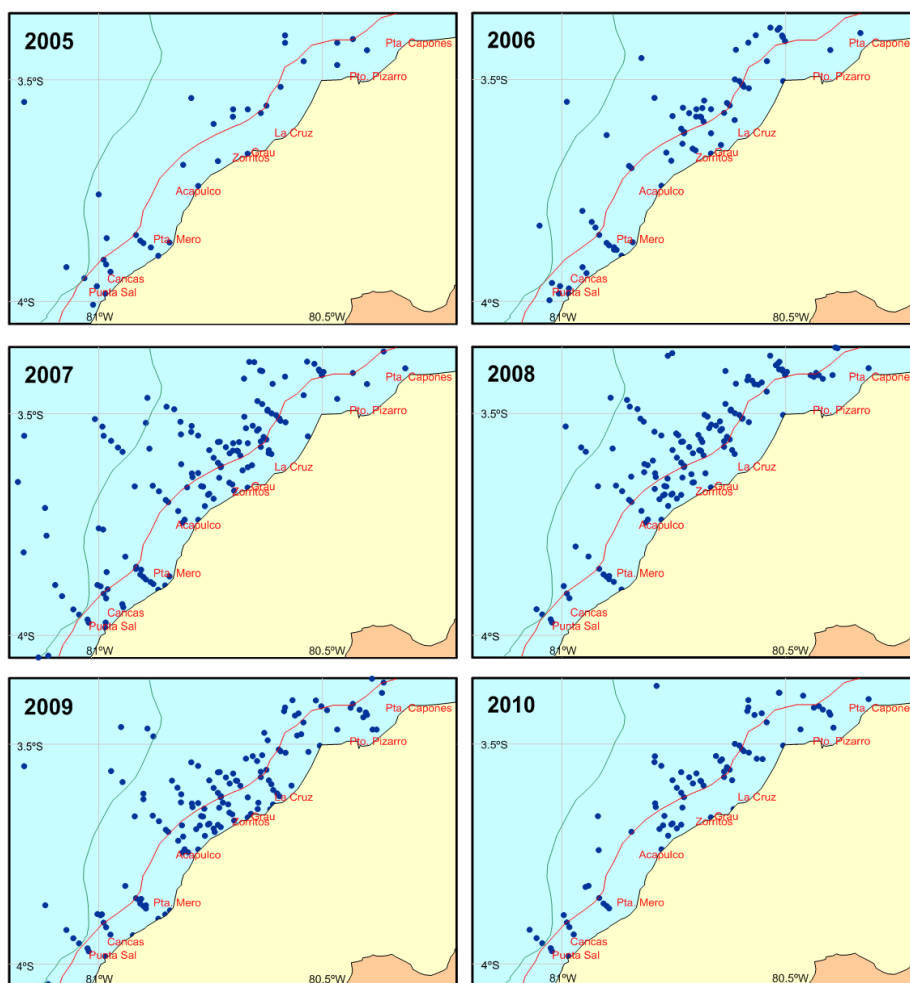 2005
Pta. Capones
3.5ºS
Pto. Pizarro
La Cruz
Grau
Zorritos
Acapulco
Pta. Mero
Cancas
Punta Sal
4ºS
81ºW
80.5ºW
2006
Pta. Capones
3.5ºS
Pto. Pizarro
La Cruz
Grau
Zorritos
Acapulco
Pta. Mero
Cancas
Punta Sal
4ºS
81ºW
80.5ºW
2007
Pta. Capones
3.5ºS
Pto. Pizarro
La Cruz
Grau
Zorritos
Acapulco
Pta. Mero
Cancas
Punta Sal
4ºS
81ºW
80.5ºW
2008
Pta. Capones
3.5ºS
Pto. Pizarro
La Cruz
Grau
Zorritos
Acapulco
Pta. Mero
Cancas
Punta Sal
4ºS
81ºW
80.5ºW
2009
Pta. Capones
3.5ºS
Pto. Pizarro
La Cruz
Grau
Zorritos
Acapulco
Pta. Mero
Cancas
Punta Sal
4ºS
81ºW
80.5ºW
2010
Pta. Capones
3.5ºS
Pto. Pizarro
La Cruz
Grau
Zorritos
Acapulco
Pta. Mero
Cancas
Punta Sal
4ºS
81ºW
80.5ºW